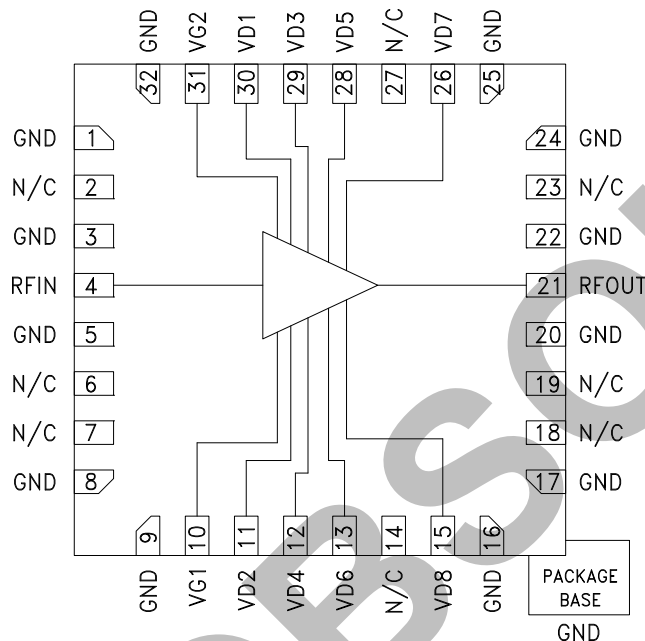 GND VG2 VD1 VD3 VD5 N/C VD7 GND
32 31 30 29 28 27 26 25
GND 1 24 GND
N/C 2 23 N/C
GND 3 22 GND
RFIN 4 21 RFOUT
GND 5 20 GND
N/C 6 19 N/C
N/C 7 18 N/C
GND 8 17 GND
9 10 11 12 13 14 15 16
GND VG1 VD2 VD4 VD6 N/C VD8 GND
PACKAGE
BASE
GND